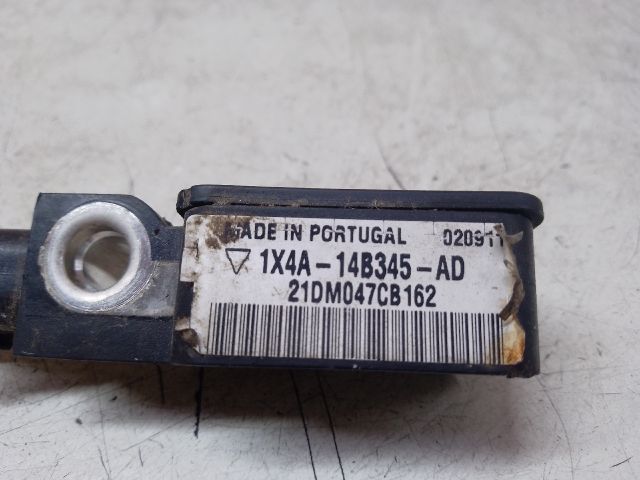 MADE IN PORTUGAL 020911
1X4A-14B345-AD
21DM047CB162